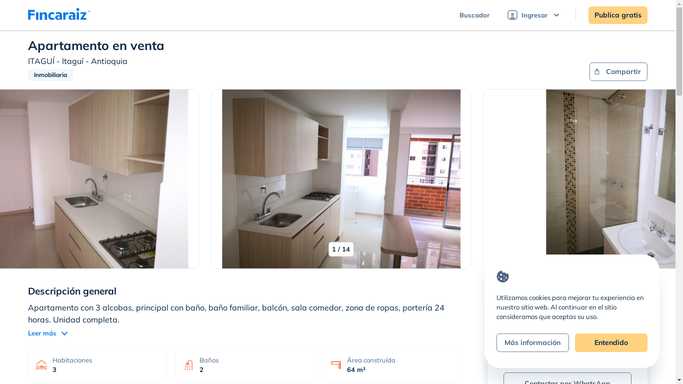 Fincaraiz
Buscador
Ingresar
Publica gratis
Apartamento en venta
ITAGUÍ - Itaguí - Antioquia
Inmobiliaria
Compartir
1 / 14
Descripción general
Apartamento con 3 alcobas, principal con baño, baño familiar, balcón, sala comedor, zona de ropas, portería 24
horas. Unidad completa.
Leer más
Habitaciones
3
Baños
2
Área construída
64 m²
Utilizamos cookies para mejorar tu experiencia en
nuestro sitio web. Al continuar en el sitio
consideramos que aceptas su uso.
Más información
Entendido
Contactar por WhatsApp